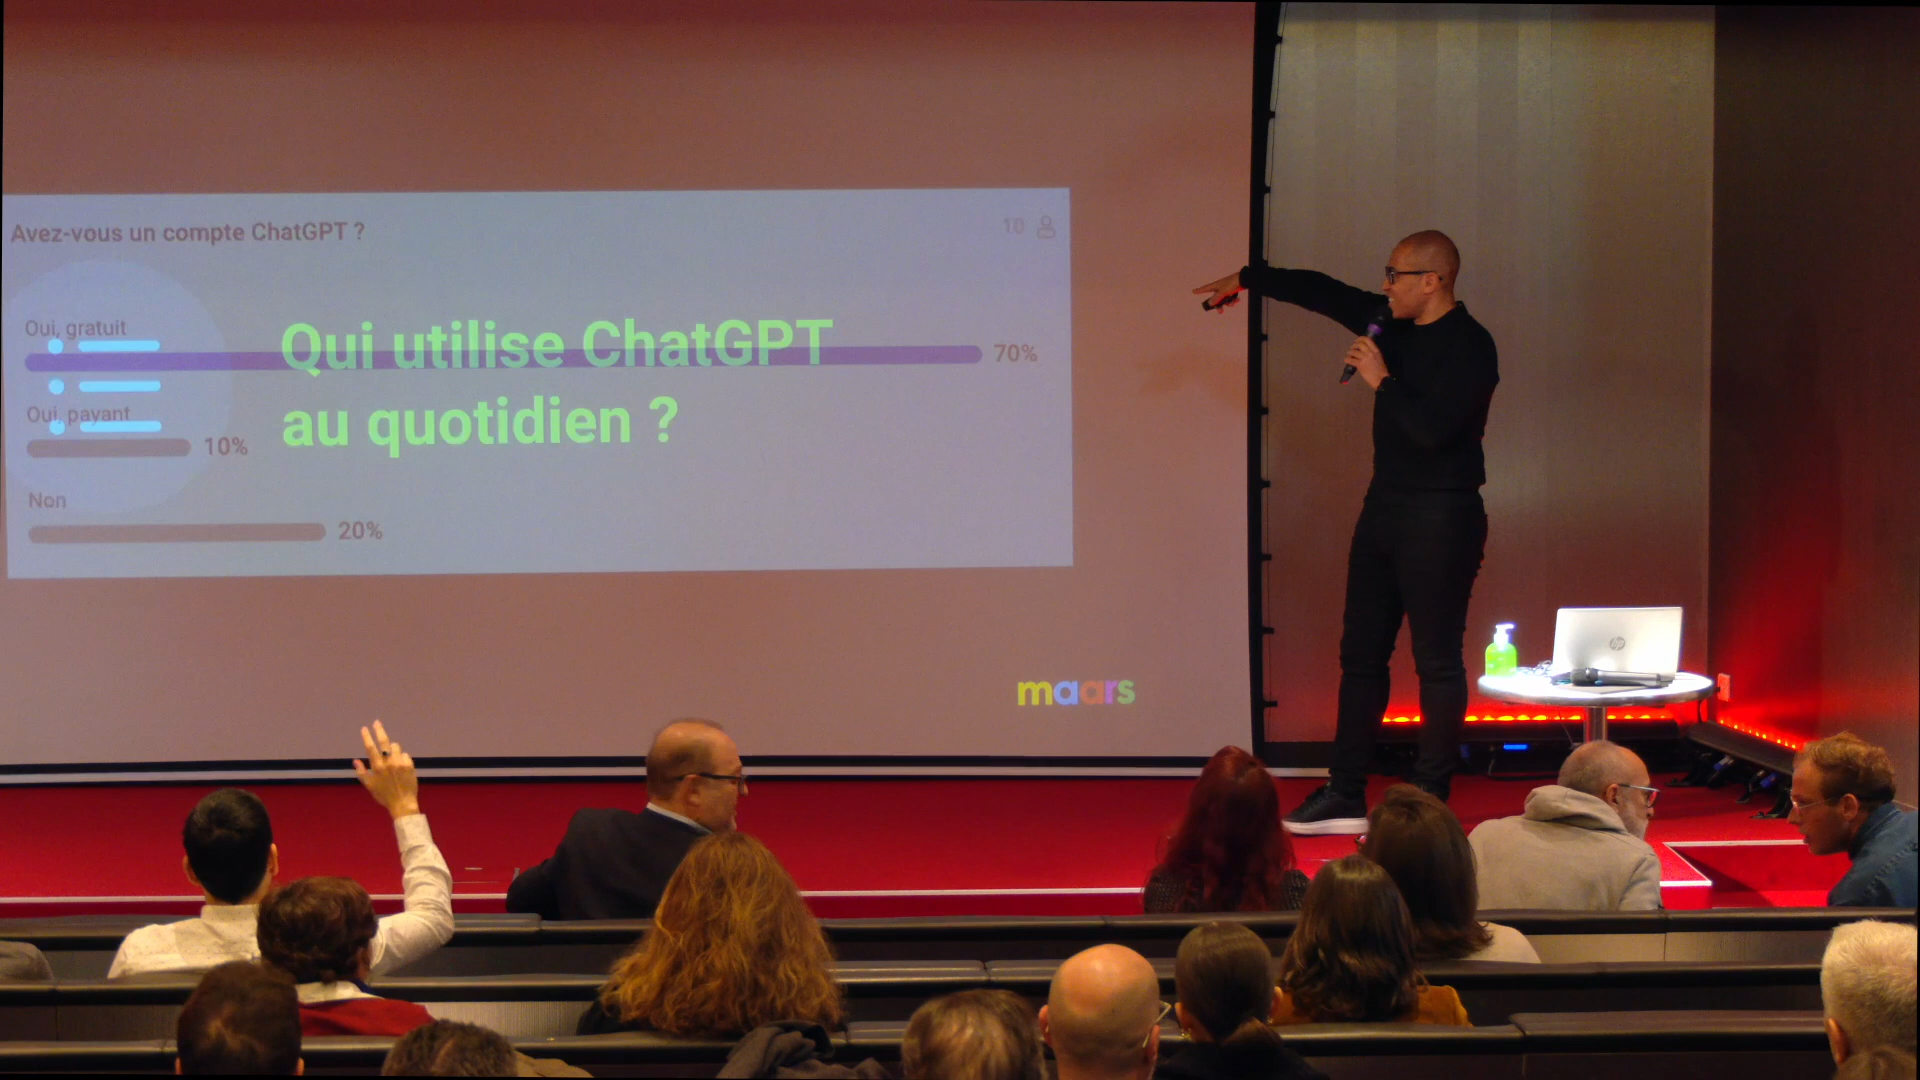 Avez-vous un compte ChatGPT ?
10
Oui, gratuit
70%
Qui utilise ChatGPT
au quotidien ?
Oui, payant
10%
Non
20%
maars
hp